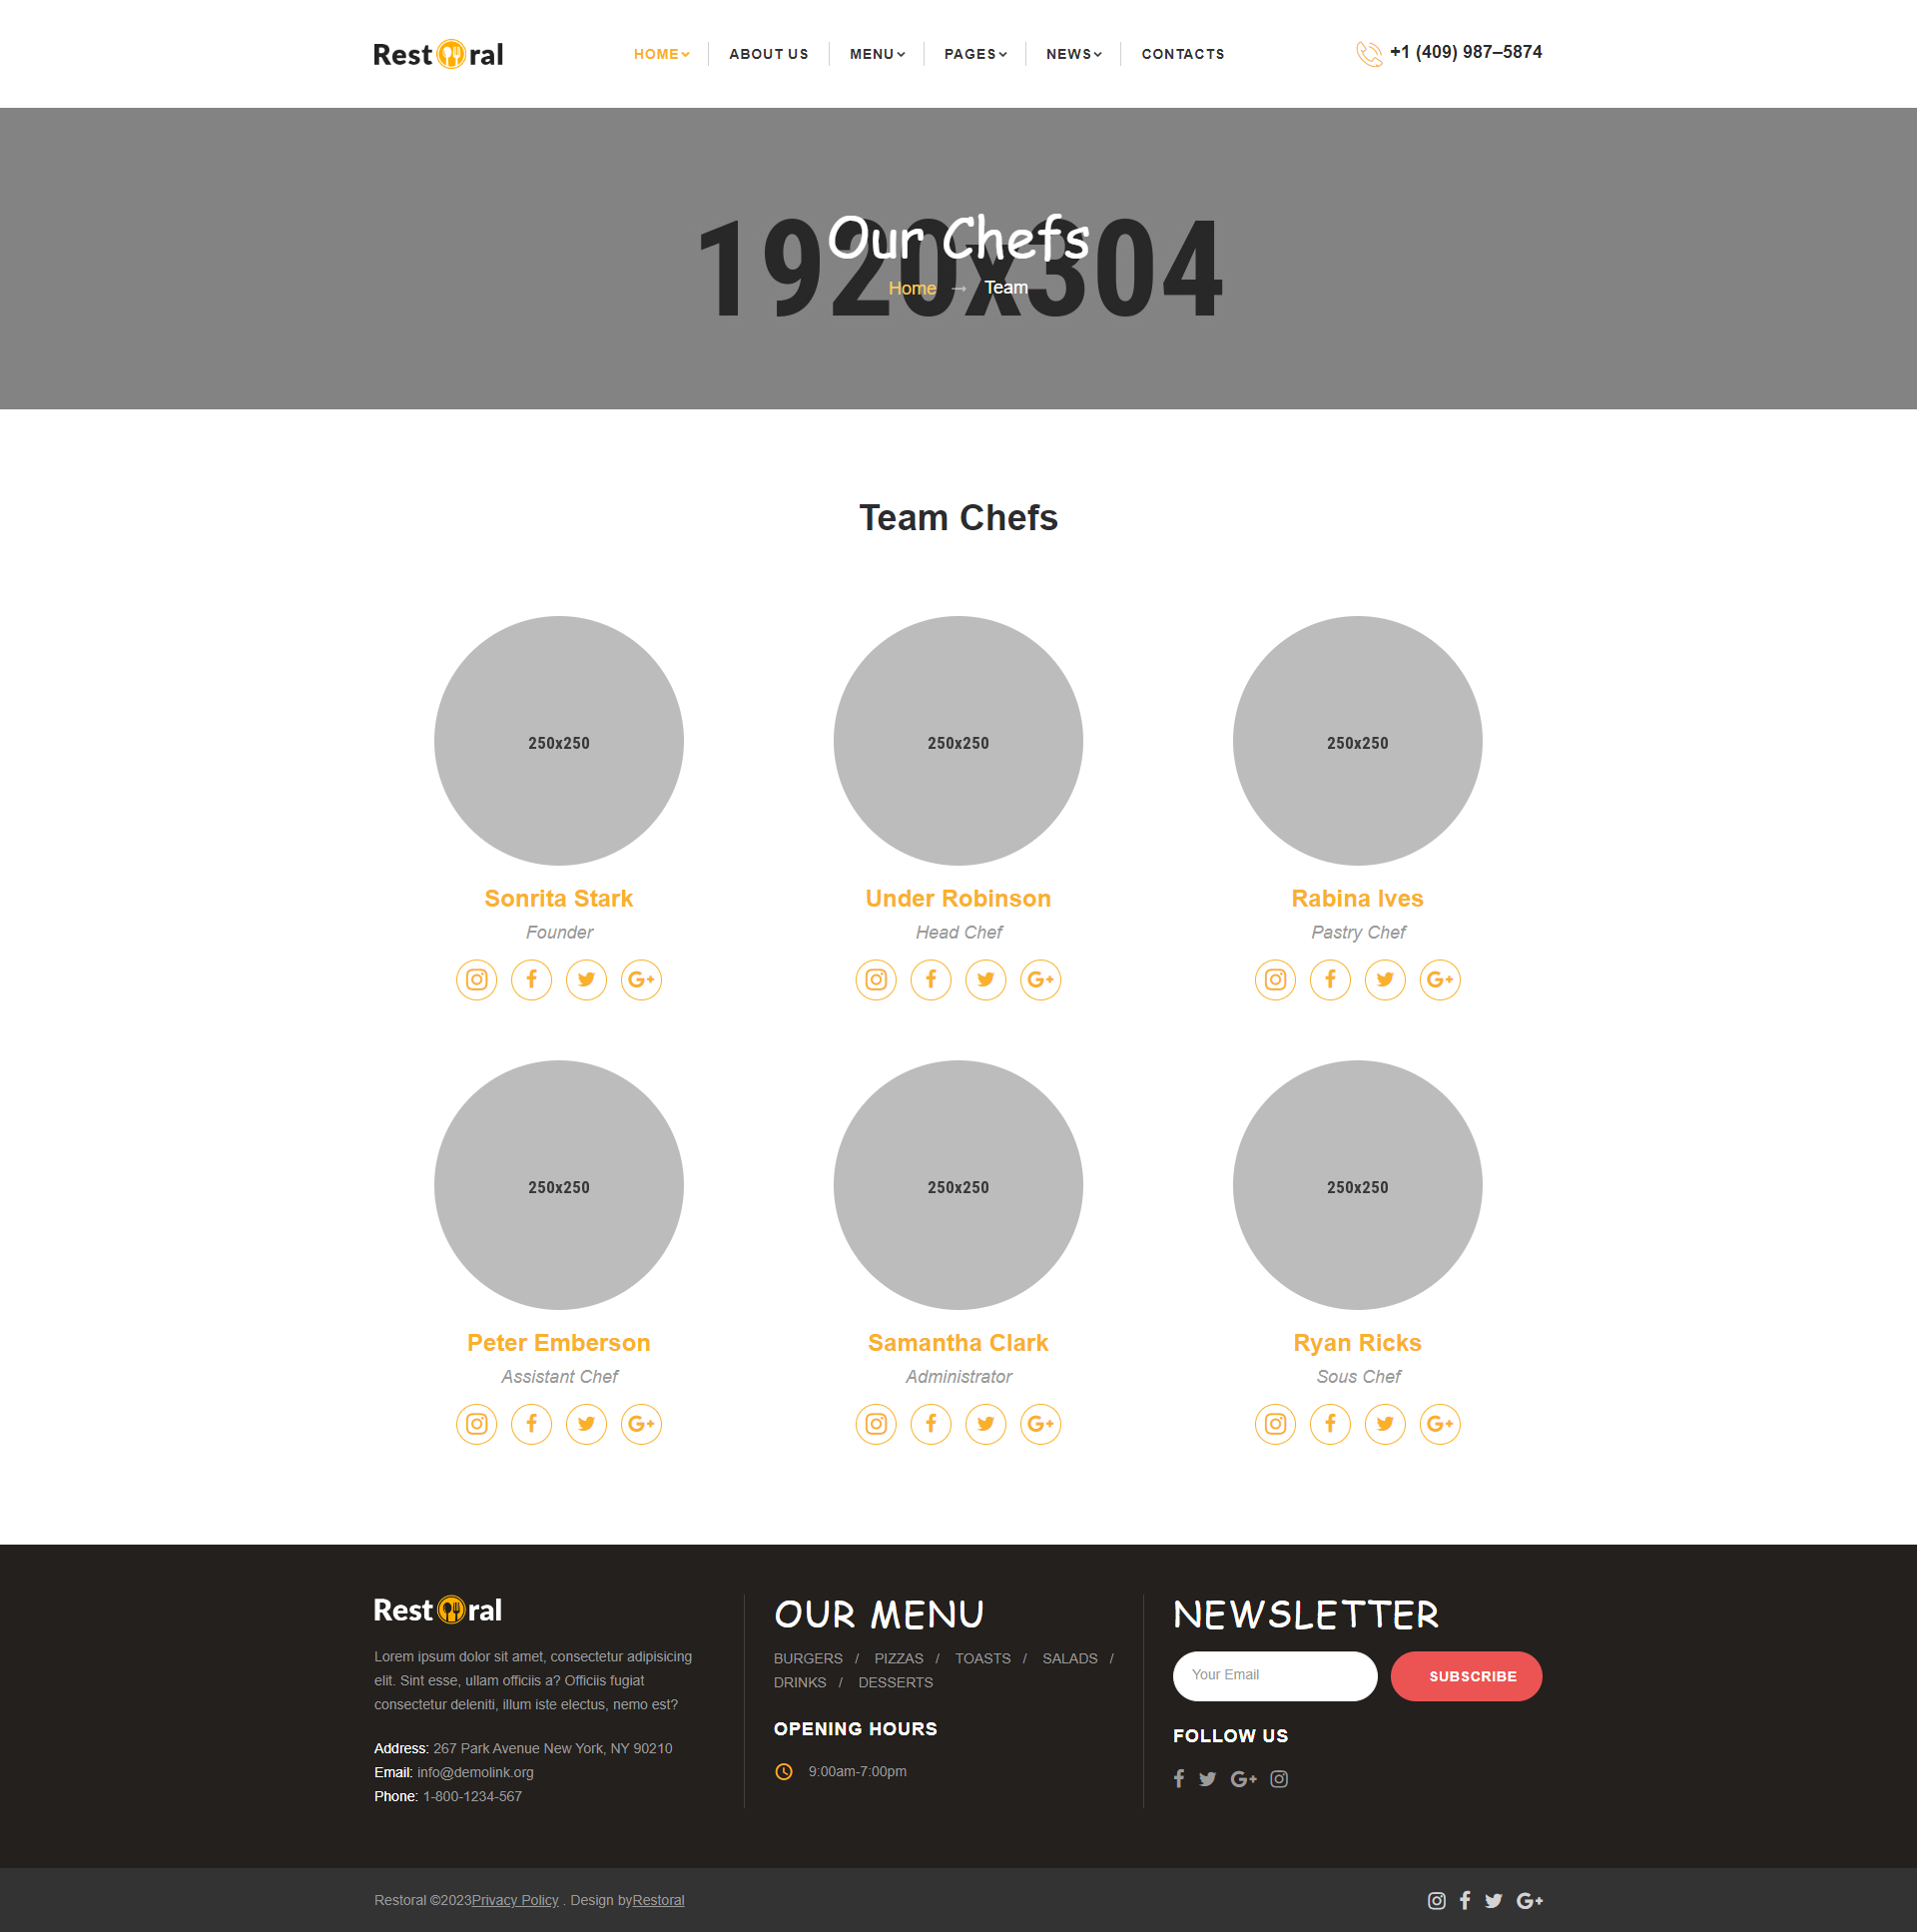 Restoral
HOME ABOUT US MENU PAGES NEWS CONTACTS
+1 (409) 987–5874
1920x304
Our Chefs
Home → Team
Team Chefs
250x250 250x250 250x250
Sonrita Stark Under Robinson Rabina Ives
Founder Head Chef Pastry Chef
250x250 250x250 250x250
Peter Emberson Samantha Clark Ryan Ricks
Assistant Chef Administrator Sous Chef
Restoral
Lorem ipsum dolor sit amet, consectetur adipisicing
elit. Sint esse, ullam officiis a? Officiis fugiat
consectetur deleniti, illum iste electus, nemo est?
Address: 267 Park Avenue New York, NY 90210
Email: info@demolink.org
Phone: 1-800-1234-567
OUR MENU
BURGERS / PIZZAS / TOASTS / SALADS /
DRINKS / DESSERTS
OPENING HOURS
9:00am-7:00pm
NEWSLETTER
Your Email SUBSCRIBE
FOLLOW US
Restoral ©2023Privacy Policy . Design byRestoral